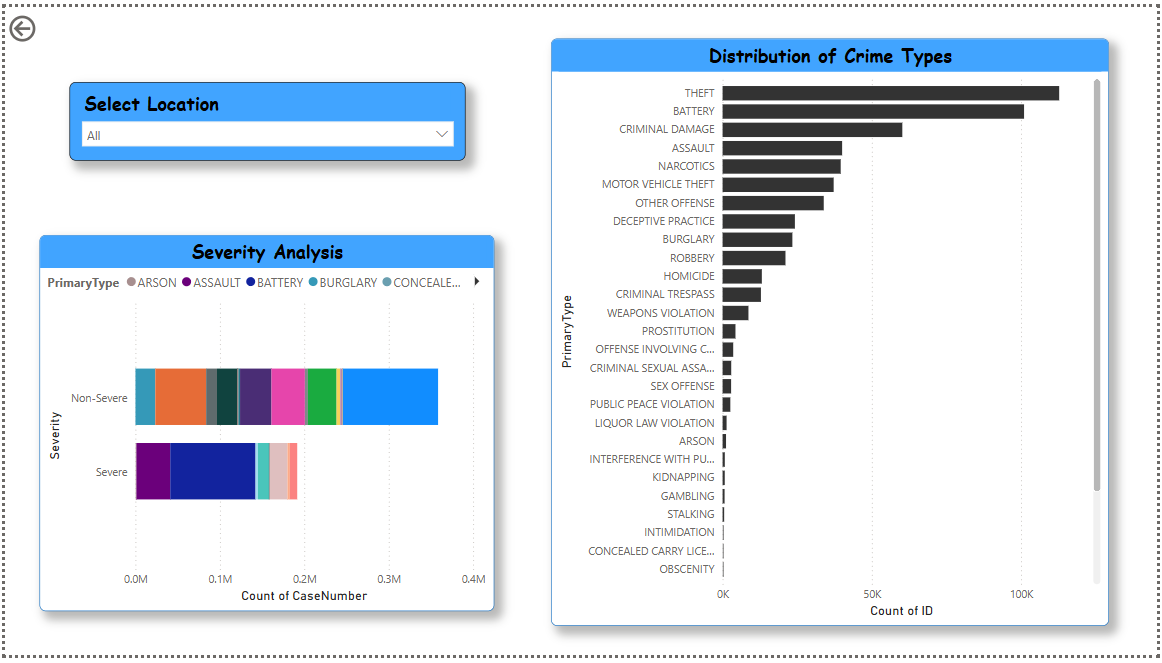 Select Location
All
Severity Analysis
PrimaryType ARSON ASSAULT BATTERY BURGLARY CONCEALE...
Severity
Non-Severe
Severe
0.0M 0.1M 0.2M 0.3M 0.4M
Count of CaseNumber
Distribution of Crime Types
PrimaryType
THEFT
BATTERY
CRIMINAL DAMAGE
ASSAULT
NARCOTICS
MOTOR VEHICLE THEFT
OTHER OFFENSE
DECEPTIVE PRACTICE
BURGLARY
ROBBERY
HOMICIDE
CRIMINAL TRESPASS
WEAPONS VIOLATION
PROSTITUTION
OFFENSE INVOLVING C...
CRIMINAL SEXUAL ASSA...
SEX OFFENSE
PUBLIC PEACE VIOLATION
LIQUOR LAW VIOLATION
ARSON
INTERFERENCE WITH PU...
KIDNAPPING
GAMBLING
STALKING
INTIMIDATION
CONCEALED CARRY LICE...
OBSCENITY
0K 50K 100K
Count of ID